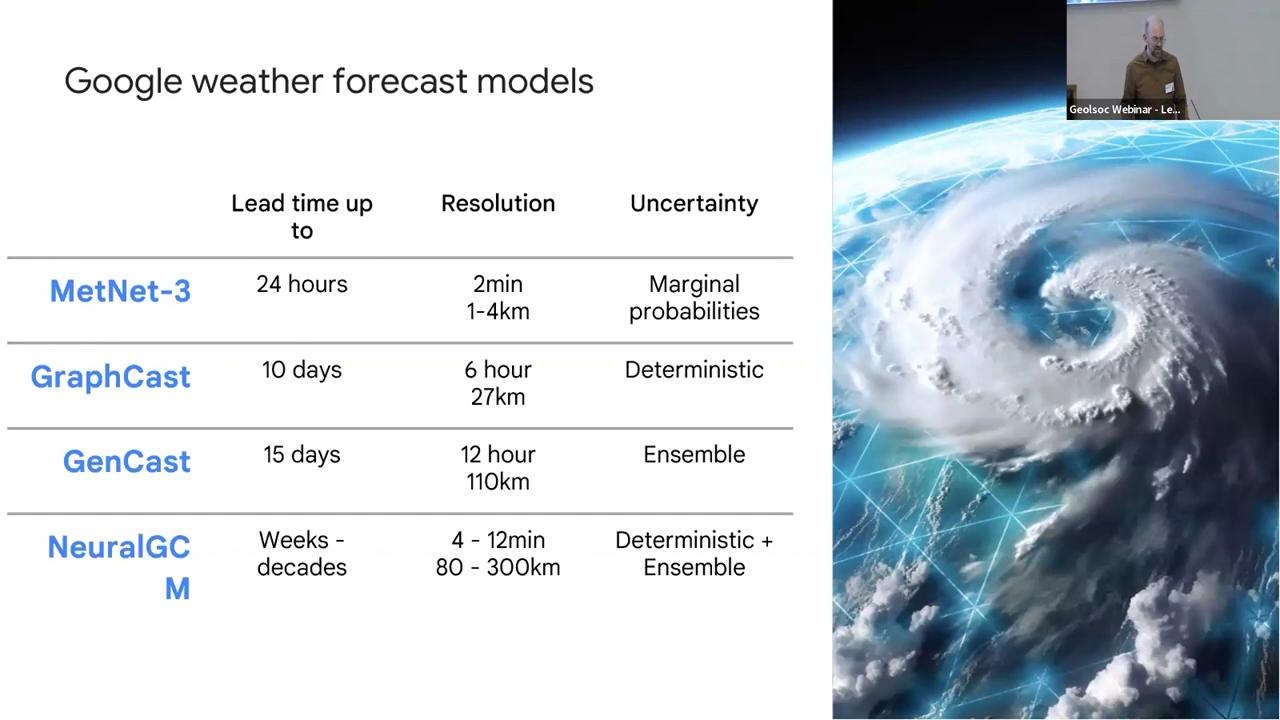 Google weather forecast models
Geolsoc Webinar - Le...
Lead time up
to
Resolution
Uncertainty
MetNet-3
24 hours
2min
1-4km
Marginal
probabilities
GraphCast
10 days
6 hour
27km
Deterministic
GenCast
15 days
12 hour
110km
Ensemble
NeuralGC
M
Weeks -
decades
4 - 12min
80 - 300km
Deterministic +
Ensemble